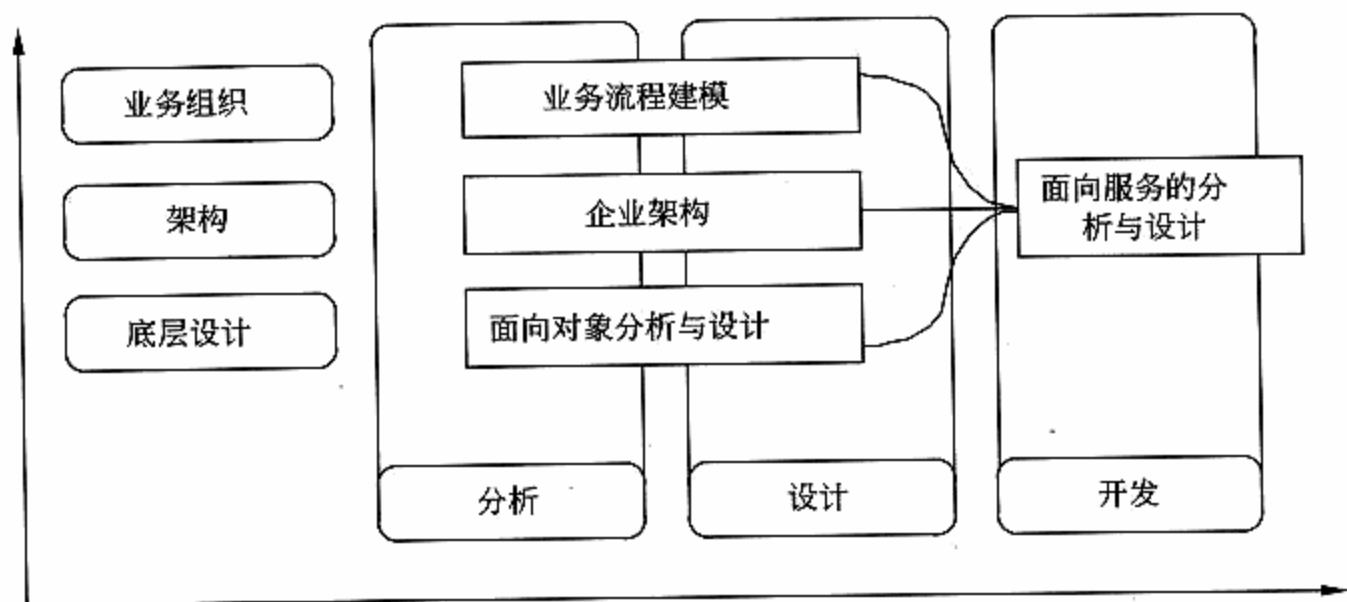 业务组织
业务流程建模
架构
企业架构
面向服务的分
析与设计
底层设计
面向对象分析与设计
分析
设计
开发